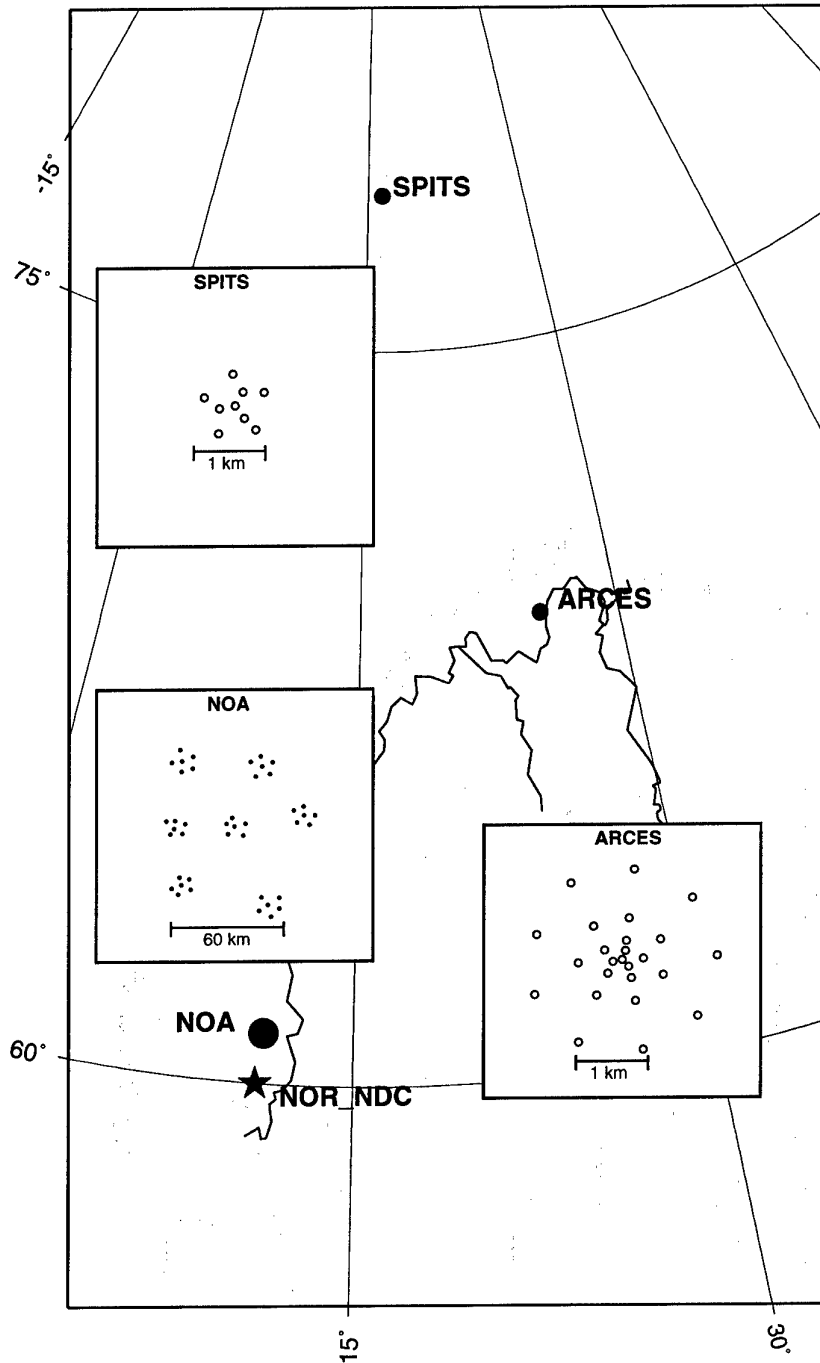 -15°
SPITS
75°
SPITS
1 km
ARCES
NOA
60 km
ARCES
1 km
NOA
60°
NOR_NDC
15°
30°